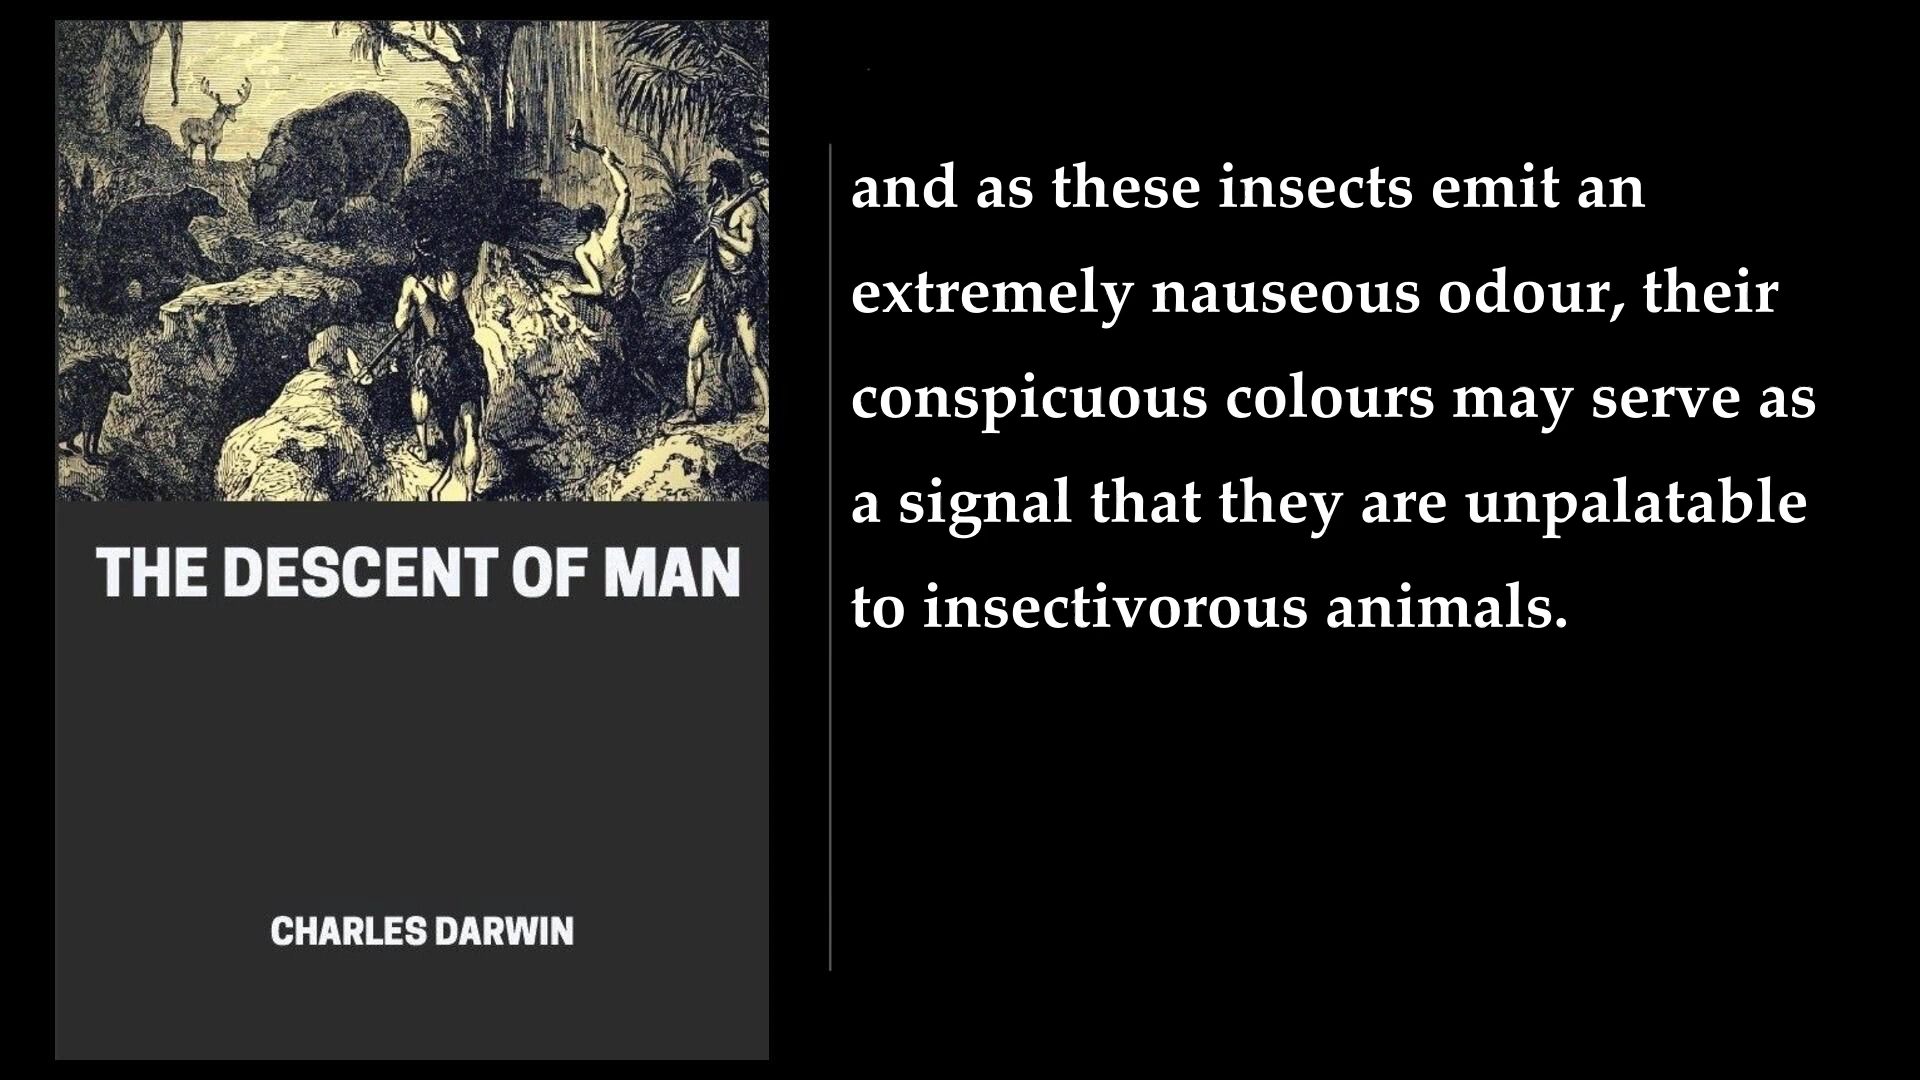 THE DESCENT OF MAN
CHARLES DARWIN
and as these insects emit an
extremely nauseous odour, their
conspicuous colours may serve as
a signal that they are unpalatable
to insectivorous animals.